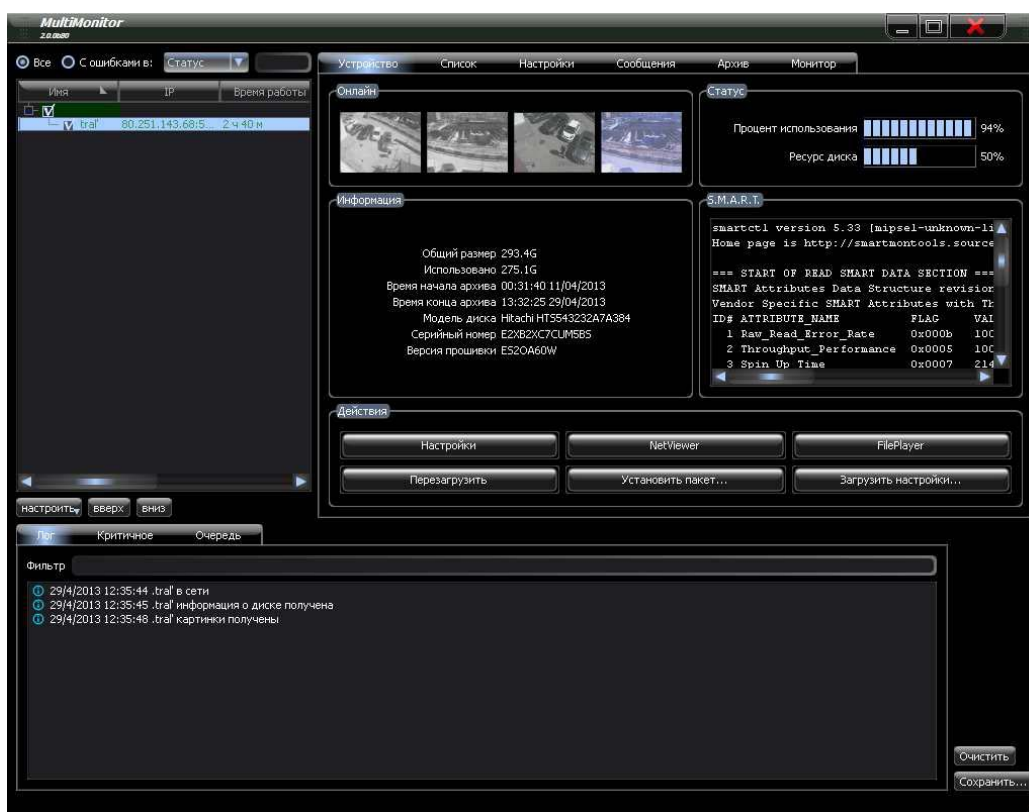 MultiMonitor
2.0.0b80
Все С ошибками в: Статус
Имя IP Время работы
tral' 80.251.143.68:5... 2 ч 40 м
настроить вверх вниз
Устройство Список Настройки Сообщения Архив Монитор
Онлайн
Статус
Процент использования 94%
Ресурс диска 50%
Информация
Общий размер 293.4G
Использовано 275.1G
Время начала архива 00:31:40 11/04/2013
Время конца архива 13:32:25 29/04/2013
Модель диска Hitachi HTS543232A7A384
Серийный номер E2XB2XC7CUM5BS
Версия прошивки ES2OA60W
S.M.A.R.T.
smartctl version 5.33 [mipsel-unknown-li
Home page is http://smartmontools.source
=== START OF READ SMART DATA SECTION ===
SMART Attributes Data Structure revision
Vendor Specific SMART Attributes with Th
ID# ATTRIBUTE_NAME FLAG VAL
1 Raw_Read_Error_Rate 0x000b 100
2 Throughput_Performance 0x0005 100
3 Spin_Up_Time 0x0007 214
Действия
Настройки NetViewer FilePlayer
Перезагрузить Установить пакет... Загрузить настройки...
Лог Критичное Очередь
Фильтр
29/4/2013 12:35:44 .tral' в сети
29/4/2013 12:35:45 .tral' информация о диске получена
29/4/2013 12:35:48 .tral' картинки получены
Очистить
Сохранить...